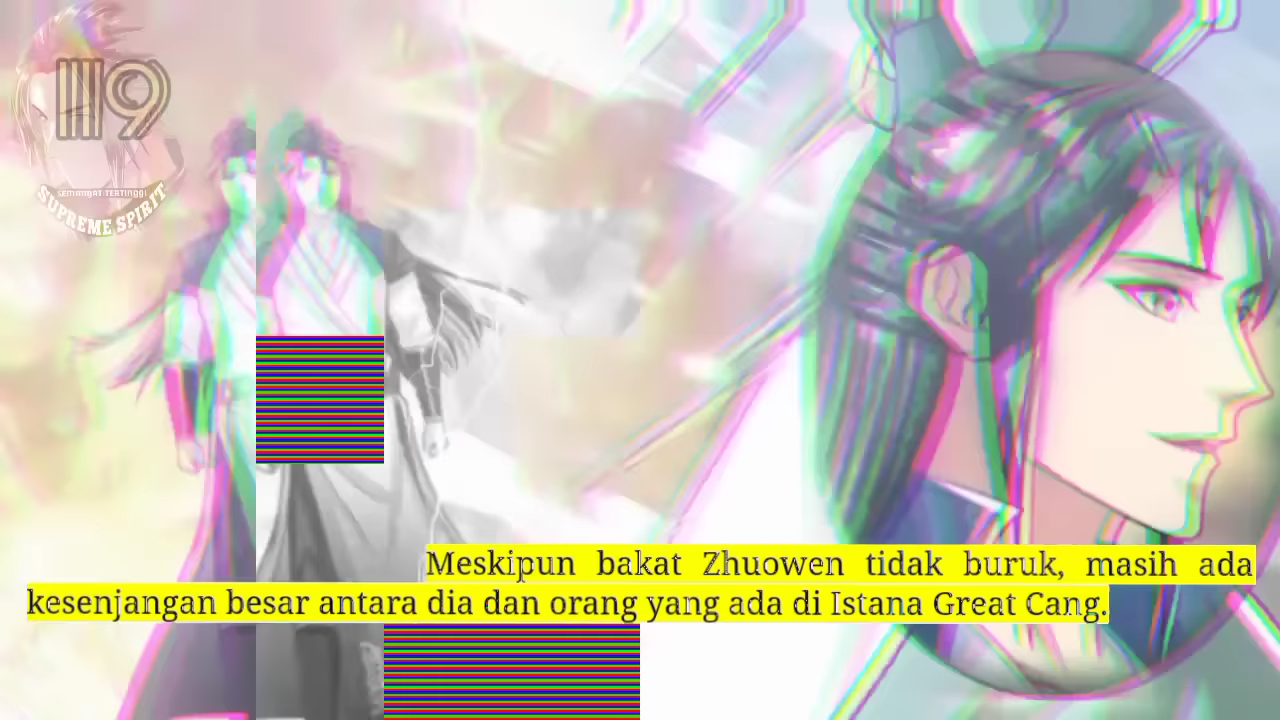 119
SEMANGAT TERTINGGI
SUPREME SPIRIT
Meskipun bakat Zhuowen tidak buruk, masih ada
kesenjangan besar antara dia dan orang yang ada di Istana Great Cang.